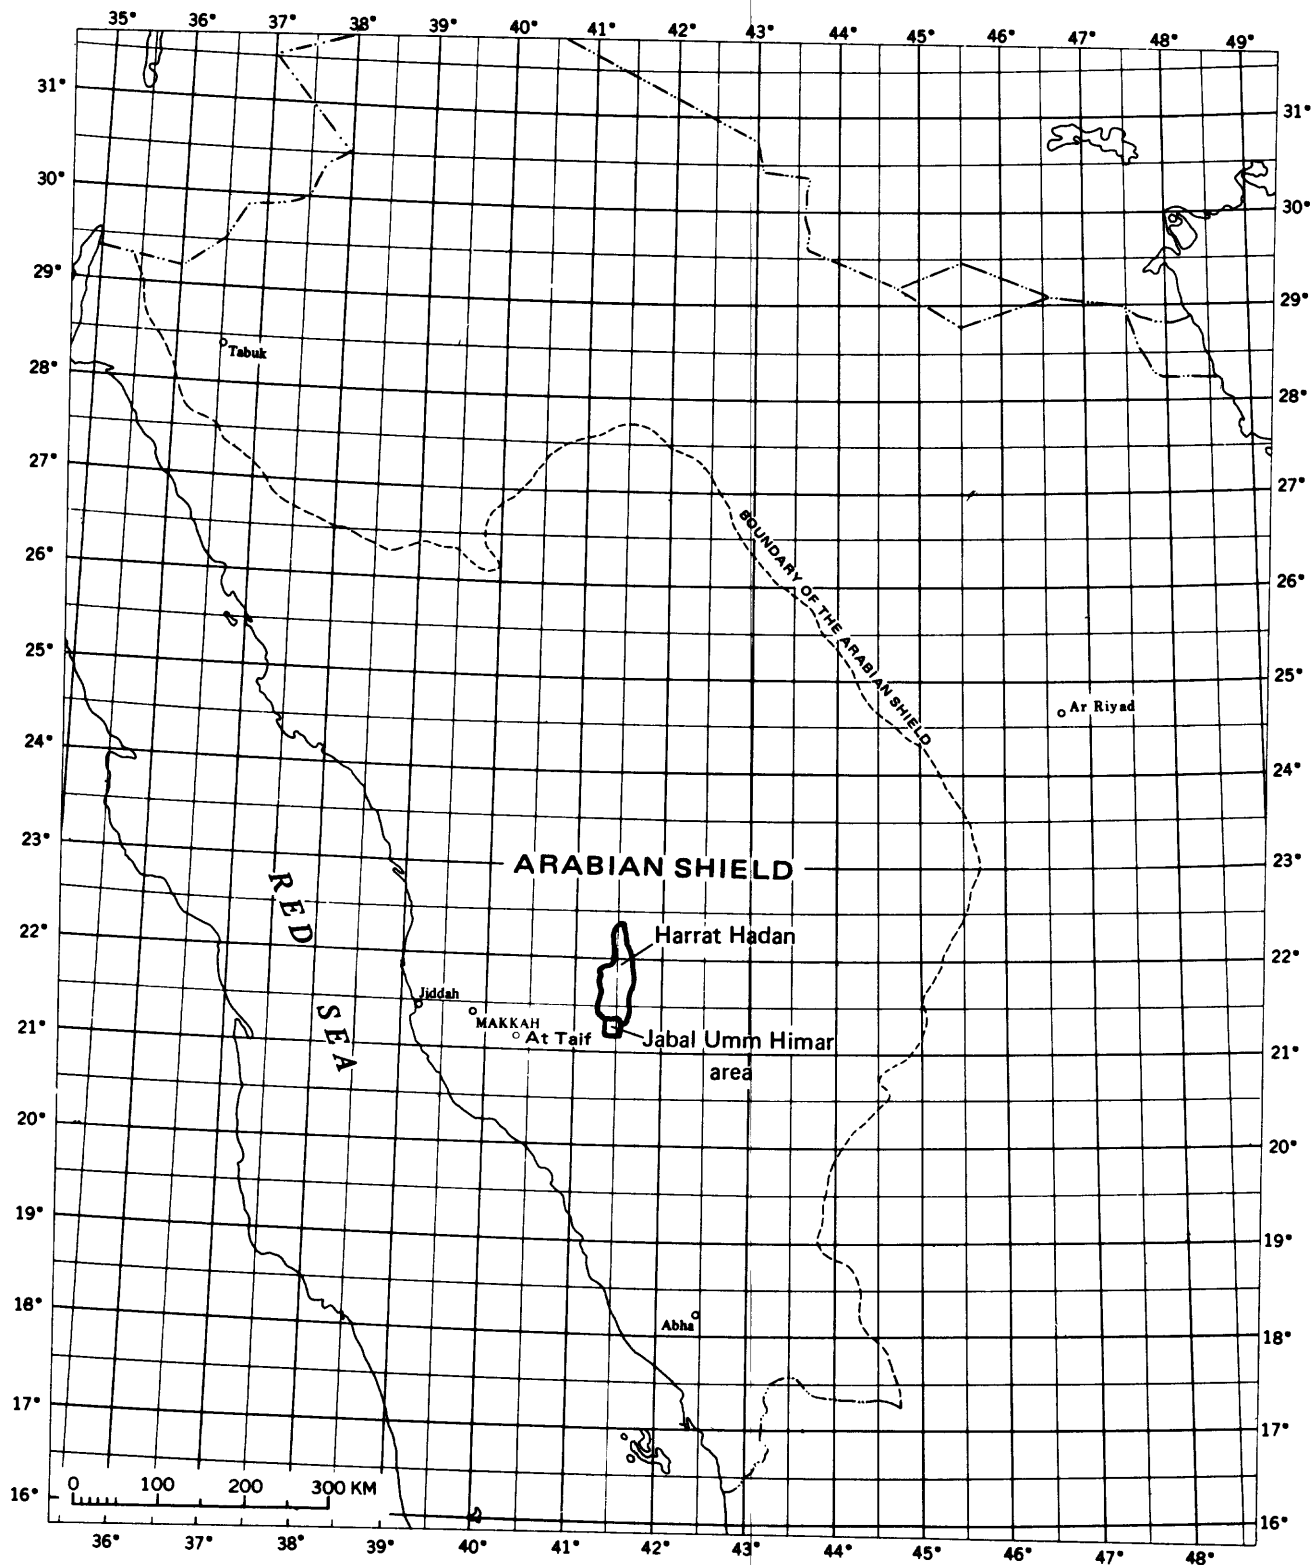 35° 36° 37° 38° 39° 40° 41° 42° 43° 44° 45° 46° 47° 48° 49°
31° 31°
30° 30°
29° 29°
Tabuk
28° 28°
27° 27°
BOUNDARY OF THE ARABIAN SHIELD
26° 26°
25° 25°
Ar Riyad
24° 24°
23° 23°
ARABIAN SHIELD
RED SEA
Harrat Hadan
22° 22°
Jiddah
MAKKAH
At Taif
Jabal Umm Himar
area
21° 21°
20° 20°
19° 19°
18° 18°
Abha
17° 17°
16° 16°
0 100 200 300 KM
36° 37° 38° 39° 40° 41° 42° 43° 44° 45° 46° 47° 48°